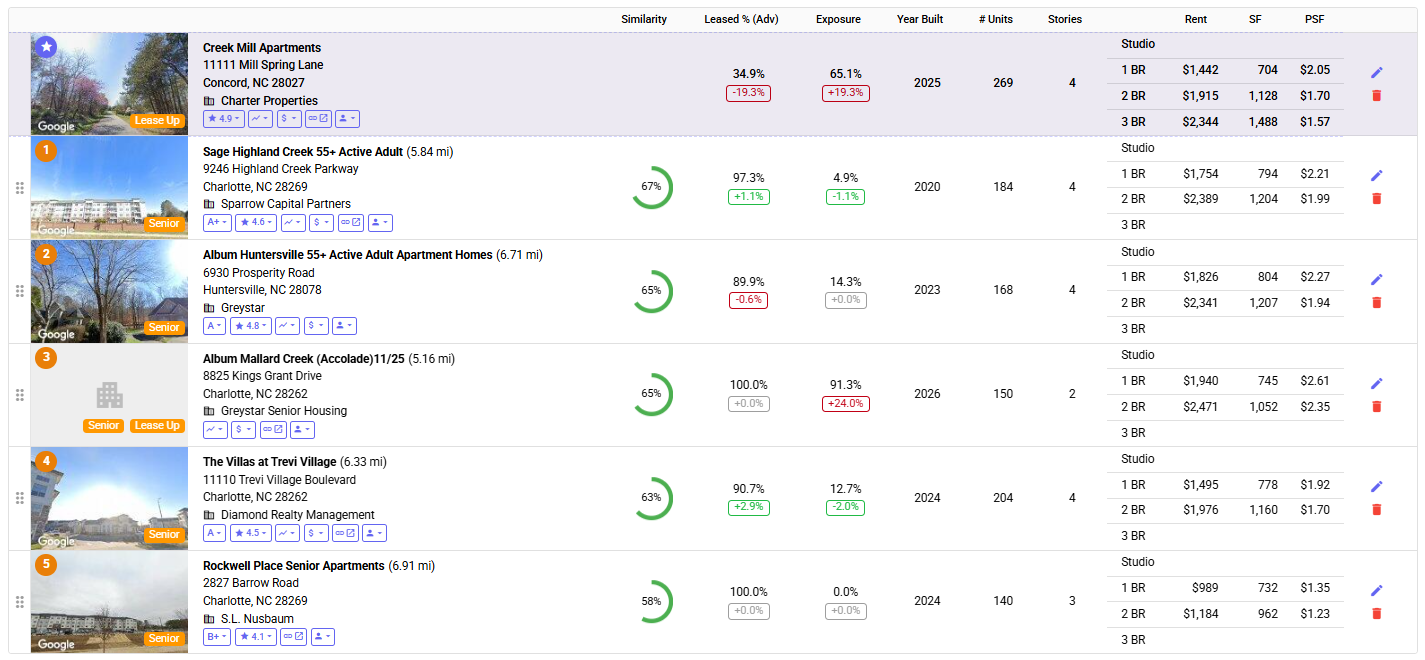 Similarity Leased % (Adv) Exposure Year Built # Units Stories Rent SF PSF
Creek Mill Apartments
11111 Mill Spring Lane
Concord, NC 28027
Charter Properties
4.9
Google
Lease Up
34.9% 65.1% 2025 269 4
-19.3% +19.3%
Studio
1 BR $1,442 704 $2.05
2 BR $1,915 1,128 $1.70
3 BR $2,344 1,488 $1.57
1
Sage Highland Creek 55+ Active Adult (5.84 mi)
9246 Highland Creek Parkway
Charlotte, NC 28269
Sparrow Capital Partners
A+ 4.6 $
Google
Senior
67% 97.3% 4.9% 2020 184 4
+1.1% -1.1%
Studio
1 BR $1,754 794 $2.21
2 BR $2,389 1,204 $1.99
3 BR
2
Album Huntersville 55+ Active Adult Apartment Homes (6.71 mi)
6930 Prosperity Road
Huntersville, NC 28078
Greystar
A 4.8 $
Google
Senior
65% 89.9% 14.3% 2023 168 4
-0.6% +0.0%
Studio
1 BR $1,826 804 $2.27
2 BR $2,341 1,207 $1.94
3 BR
3
Album Mallard Creek (Accolade)11/25 (5.16 mi)
8825 Kings Grant Drive
Charlotte, NC 28262
Greystar Senior Housing
$
Senior Lease Up
65% 100.0% 91.3% 2026 150 2
+0.0% +24.0%
Studio
1 BR $1,940 745 $2.61
2 BR $2,471 1,052 $2.35
3 BR
4
The Villas at Trevi Village (6.33 mi)
11110 Trevi Village Boulevard
Charlotte, NC 28262
Diamond Realty Management
A 4.5 $
Google
Senior
63% 90.7% 12.7% 2024 204 4
+2.9% -2.0%
Studio
1 BR $1,495 778 $1.92
2 BR $1,976 1,160 $1.70
3 BR
5
Rockwell Place Senior Apartments (6.91 mi)
2827 Barrow Road
Charlotte, NC 28269
S.L. Nusbaum
B+ 4.1
Google
Senior
58% 100.0% 0.0% 2024 140 3
+0.0% +0.0%
Studio
1 BR $989 732 $1.35
2 BR $1,184 962 $1.23
3 BR